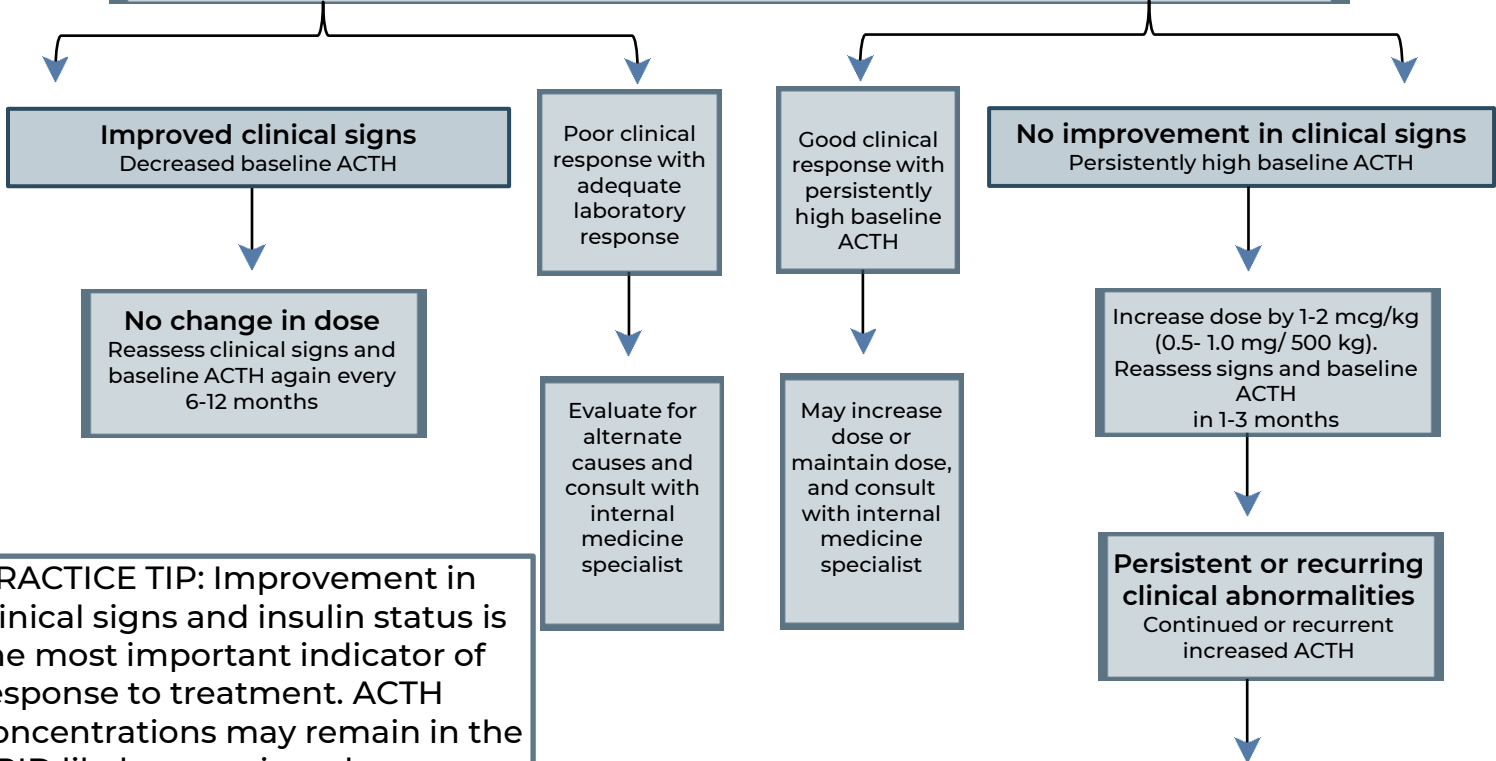 Improved clinical signs
Decreased baseline ACTH
Poor clinical
response with
adequate
laboratory
response
Good clinical
response with
persistently
high baseline
ACTH
No improvement in clinical signs
Persistently high baseline ACTH
No change in dose
Reassess clinical signs and
baseline ACTH again every
6-12 months
Evaluate for
alternate
causes and
consult with
internal
medicine
specialist
May increase
dose or
maintain dose,
and consult
with internal
medicine
specialist
Increase dose by 1-2 mcg/kg
(0.5- 1.0 mg/ 500 kg).
Reassess signs and baseline
ACTH
in 1-3 months
Persistent or recurring
clinical abnormalities
Continued or recurrent
increased ACTH
RACTICE TIP: Improvement in
linical signs and insulin status is
e most important indicator of
esponse to treatment. ACTH
oncentrations may remain in the